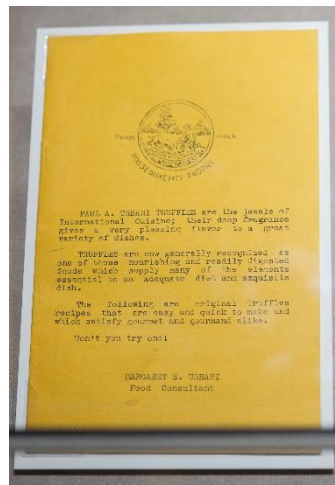 TRADE MARK
POSSEDIMENTI PROPRI
PAUL A. URBANI TRUFFLES are the jewels of
International Cuisine; their deep fragrance
gives a very pleasing flavor to a great
variety of dishes.
TRUFFLES are now generally recognized as
one of those nourishing and readily digested
foods which supply many of the elements
essential to an adequate diet and exquisite
dish.
The following are original Truffles
recipes that are easy and quick to make and
which satisfy gourmet and gourmand alike.
Won't you try one!
MARGARET S. URBANI
Food Consultant